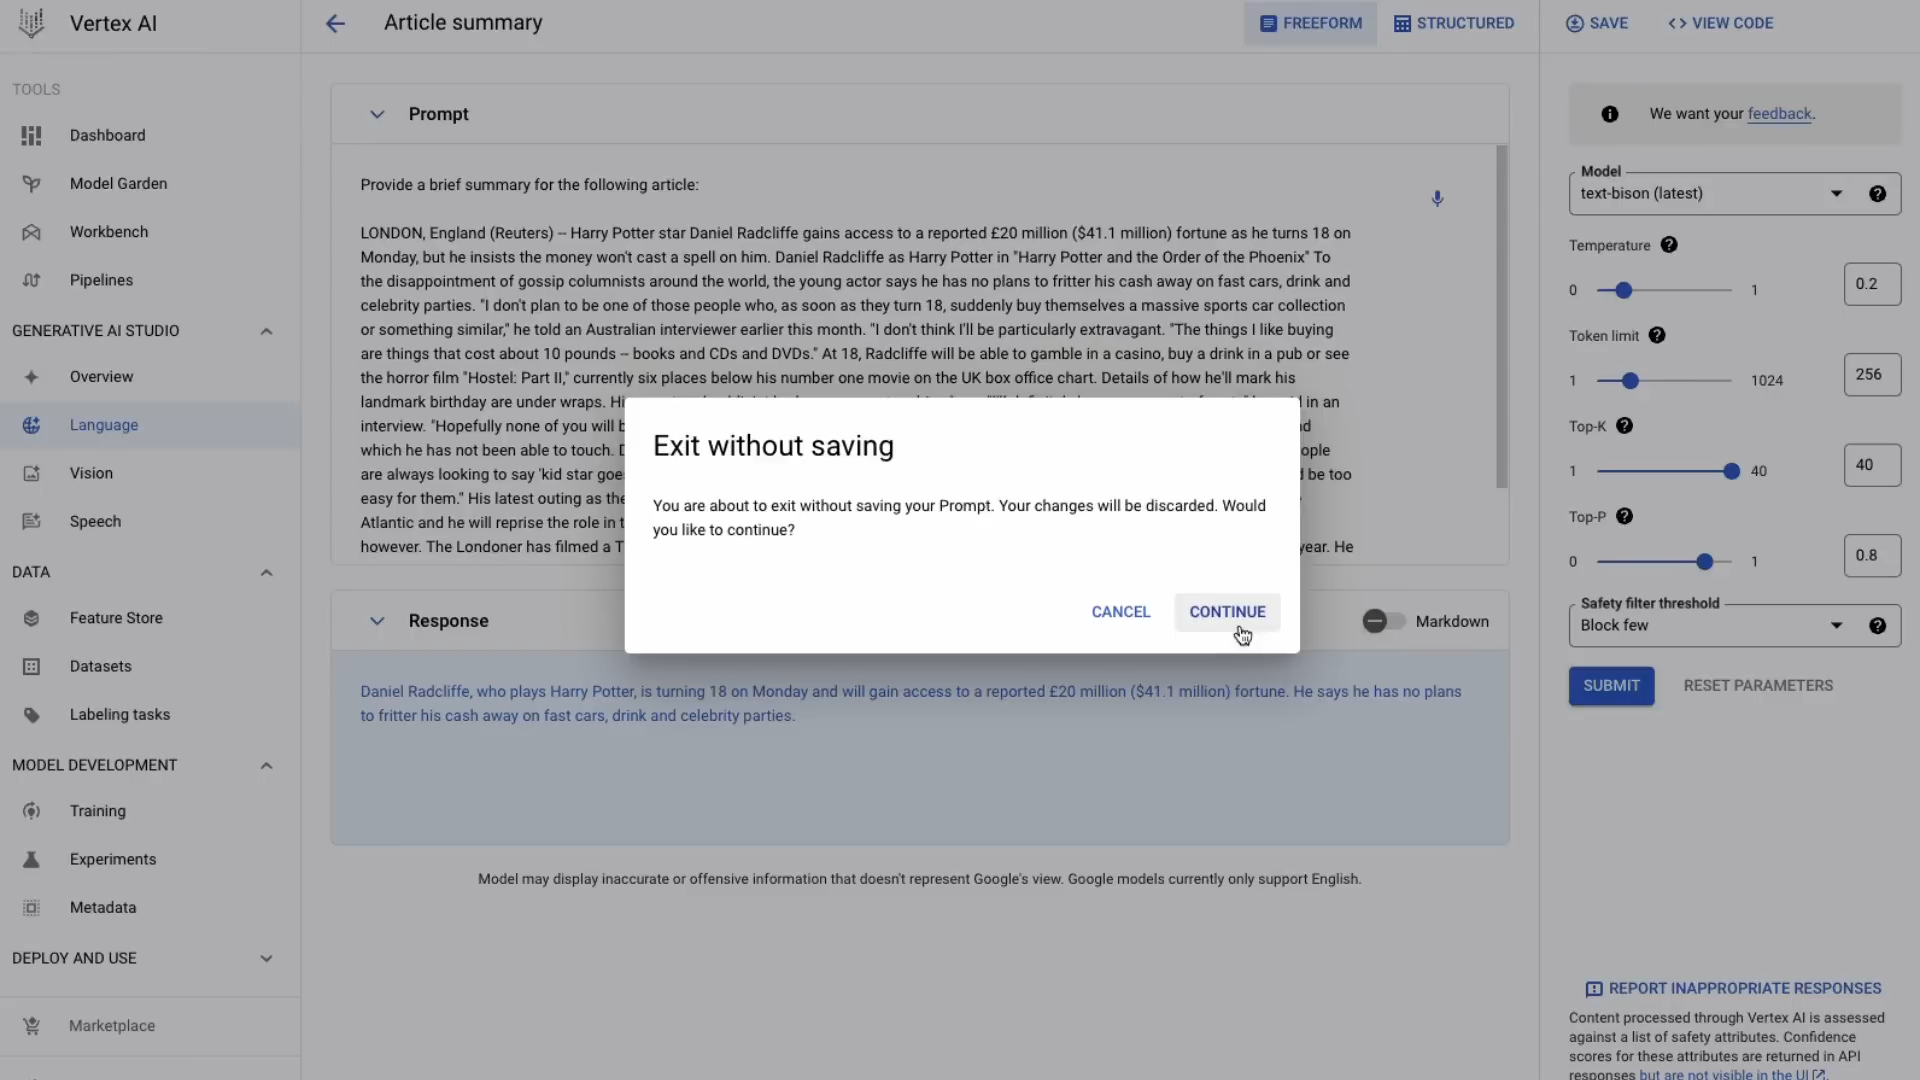 Vertex AI
Article summary
FREEFORM
STRUCTURED
SAVE
<> VIEW CODE
TOOLS
Dashboard
Model Garden
Workbench
Pipelines
GENERATIVE AI STUDIO
Overview
Language
Vision
Speech
DATA
Feature Store
Datasets
Labeling tasks
MODEL DEVELOPMENT
Training
Experiments
Metadata
DEPLOY AND USE
Marketplace
Prompt
Provide a brief summary for the following article:
LONDON, England (Reuters) -- Harry Potter star Daniel Radcliffe gains access to a reported £20 million ($41.1 million) fortune as he turns 18 on
Monday, but he insists the money won't cast a spell on him. Daniel Radcliffe as Harry Potter in "Harry Potter and the Order of the Phoenix" To
the disappointment of gossip columnists around the world, the young actor says he has no plans to fritter his cash away on fast cars, drink and
celebrity parties. "I don't plan to be one of those people who, as soon as they turn 18, suddenly buy themselves a massive sports car collection
or something similar," he told an Australian interviewer earlier this month. "I don't think I'll be particularly extravagant. "The things I like buying
are things that cost about 10 pounds -- books and CDs and DVDs." At 18, Radcliffe will be able to gamble in a casino, buy a drink in a pub or see
the horror film "Hostel: Part II," currently six places below his number one movie on the UK box office chart. Details of how he'll mark his
landmark birthday are under wraps. in an
interview. "Hopefully none of you will
which he has not been able to touch.
are always looking to say 'kid star be too
easy for them." His latest outing as the
Atlantic and he will reprise the role in
however. The Londoner has filmed a year. He
Exit without saving
You are about to exit without saving your Prompt. Your changes will be discarded. Would
you like to continue?
CANCEL
CONTINUE
Response
Markdown
Daniel Radcliffe, who plays Harry Potter, is turning 18 on Monday and will gain access to a reported £20 million ($41.1 million) fortune. He says he has no plans
to fritter his cash away on fast cars, drink and celebrity parties.
Model may display inaccurate or offensive information that doesn't represent Google's view. Google models currently only support English.
We want your feedback.
Model
text-bison (latest)
Temperature
0 1 0.2
Token limit
1 1024 256
Top-K
1 40 40
Top-P
0 1 0.8
Safety filter threshold
Block few
SUBMIT
RESET PARAMETERS
REPORT INAPPROPRIATE RESPONSES
Content processed through Vertex AI is assessed
against a list of safety attributes. Confidence
scores for these attributes are returned in API
responses but are not visible in the UI